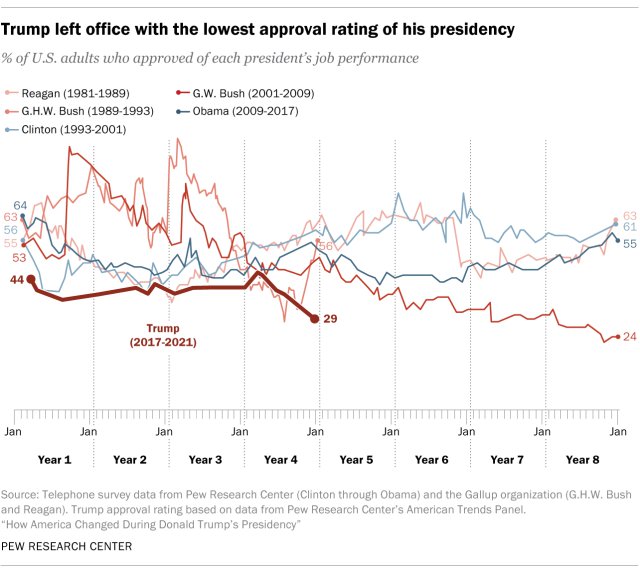 Trump left office with the lowest approval rating of his presidency
% of U.S. adults who approved of each president's job performance
Reagan (1981-1989)
G.W. Bush (2001-2009)
G.H.W. Bush (1989-1993)
Obama (2009-2017)
Clinton (1993-2001)
64
63
56
55
53
44
56
29
63
61
55
24
Trump
(2017-2021)
Jan Jan Jan Jan Jan Jan Jan Jan Jan
Year 1 Year 2 Year 3 Year 4 Year 5 Year 6 Year 7 Year 8
Source: Telephone survey data from Pew Research Center (Clinton through Obama) and the Gallup organization (G.H.W. Bush
and Reagan). Trump approval rating based on data from Pew Research Center's American Trends Panel.
"How America Changed During Donald Trump's Presidency"
PEW RESEARCH CENTER